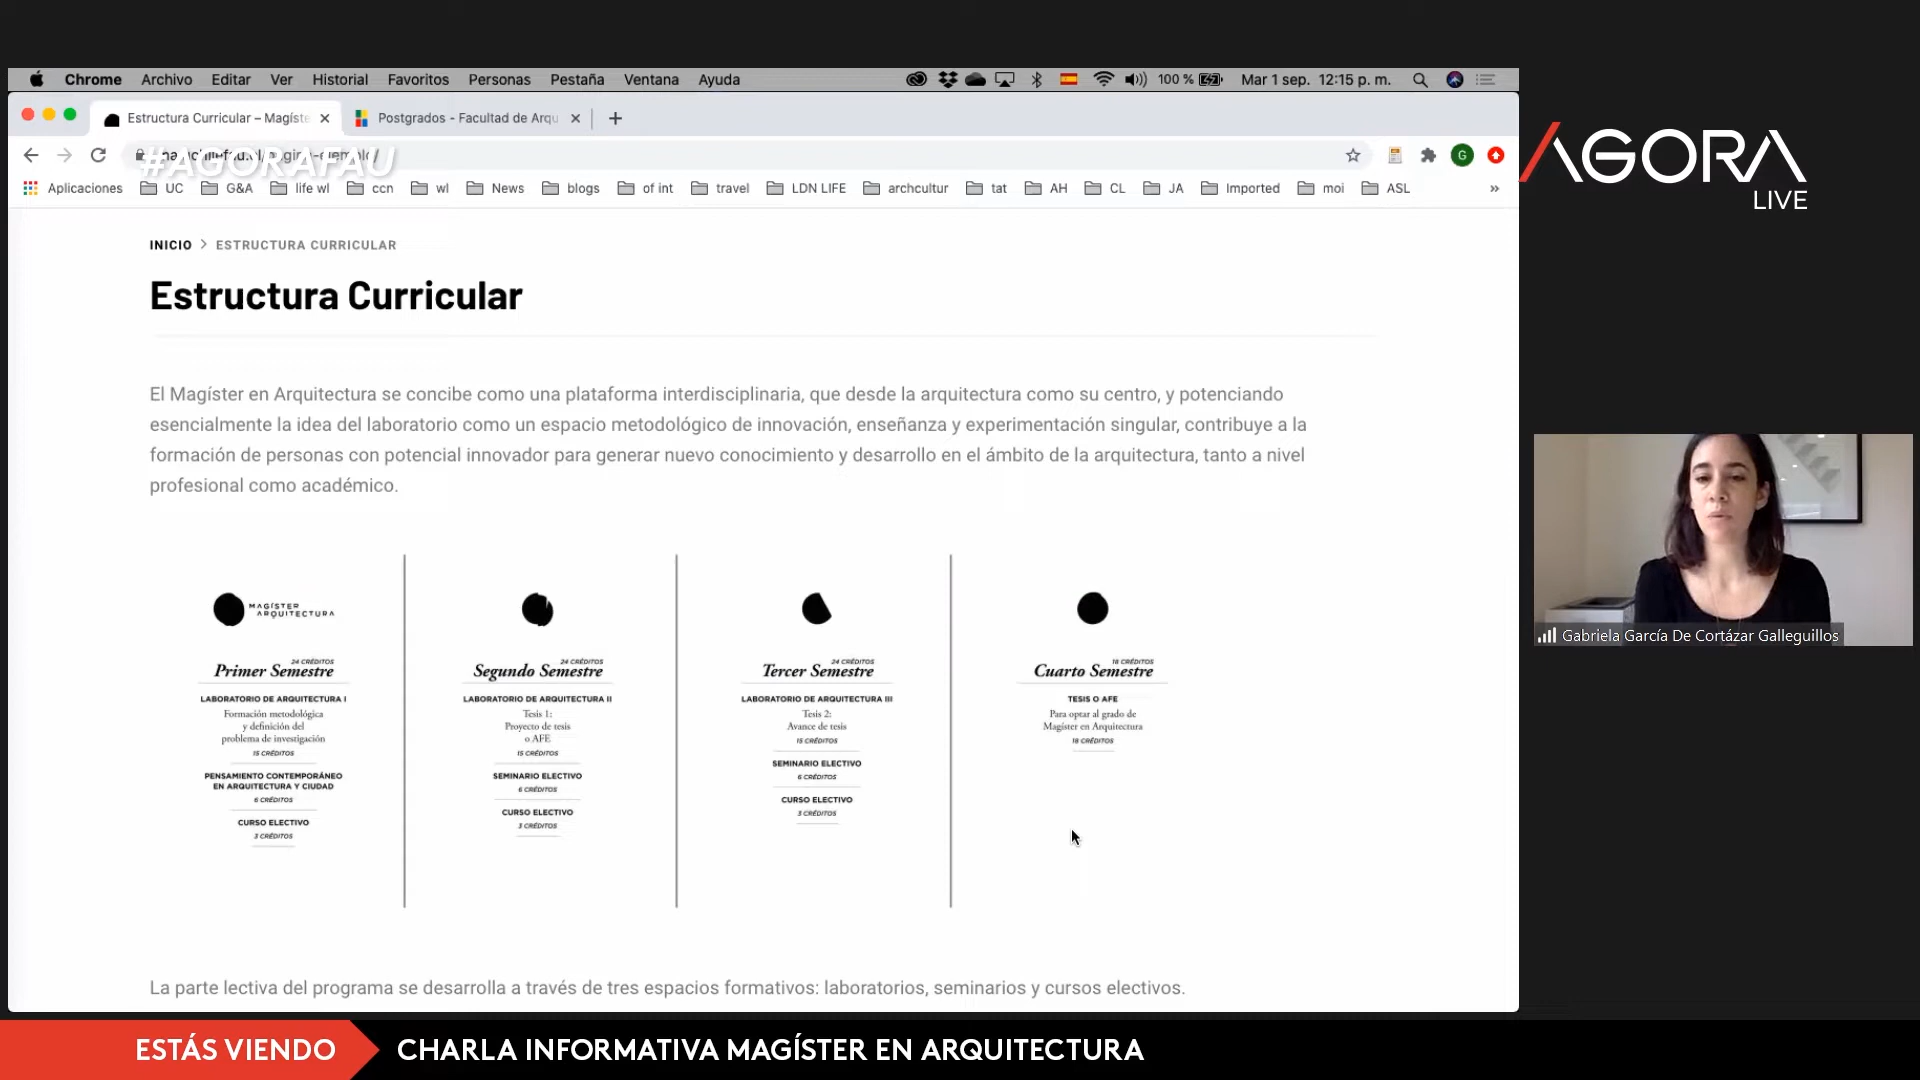 Chrome Archivo Editar Ver Historial Favoritos Personas Pestaña Ventana Ayuda
100 % Mar 1 sep. 12:15 p. m.
Estructura Curricular – Magíste
Postgrados - Facultad de Arqu
#AGORAFAU
G
Aplicaciones UC G&A life wl ccn wl News blogs of int travel LDN LIFE archcultur tat AH CL JA Imported moi ASL »
AGORA
LIVE
INICIO > ESTRUCTURA CURRICULAR
Estructura Curricular
El Magíster en Arquitectura se concibe como una plataforma interdisciplinaria, que desde la arquitectura como su centro, y potenciando
esencialmente la idea del laboratorio como un espacio metodológico de innovación, enseñanza y experimentación singular, contribuye a la
formación de personas con potencial innovador para generar nuevo conocimiento y desarrollo en el ámbito de la arquitectura, tanto a nivel
profesional como académico.
MAGÍSTER
ARQUITECTURA
24 CRÉDITOS
Primer Semestre
LABORATORIO DE ARQUITECTURA I
Formación metodológica
y definición del
problema de investigación
15 CRÉDITOS
PENSAMIENTO CONTEMPORÁNEO
EN ARQUITECTURA Y CIUDAD
6 CRÉDITOS
CURSO ELECTIVO
3 CRÉDITOS
24 CRÉDITOS
Segundo Semestre
LABORATORIO DE ARQUITECTURA II
Tesis 1:
Proyecto de tesis
o AFE
15 CRÉDITOS
SEMINARIO ELECTIVO
6 CRÉDITOS
CURSO ELECTIVO
3 CRÉDITOS
24 CRÉDITOS
Tercer Semestre
LABORATORIO DE ARQUITECTURA III
Tesis 2:
Avance de tesis
15 CRÉDITOS
SEMINARIO ELECTIVO
6 CRÉDITOS
CURSO ELECTIVO
3 CRÉDITOS
18 CRÉDITOS
Cuarto Semestre
TESIS O AFE
Para optar al grado de
Magíster en Arquitectura
18 CRÉDITOS
La parte lectiva del programa se desarrolla a través de tres espacios formativos: laboratorios, seminarios y cursos electivos.
Gabriela García De Cortázar Galleguillos
ESTÁS VIENDO
CHARLA INFORMATIVA MAGÍSTER EN ARQUITECTURA